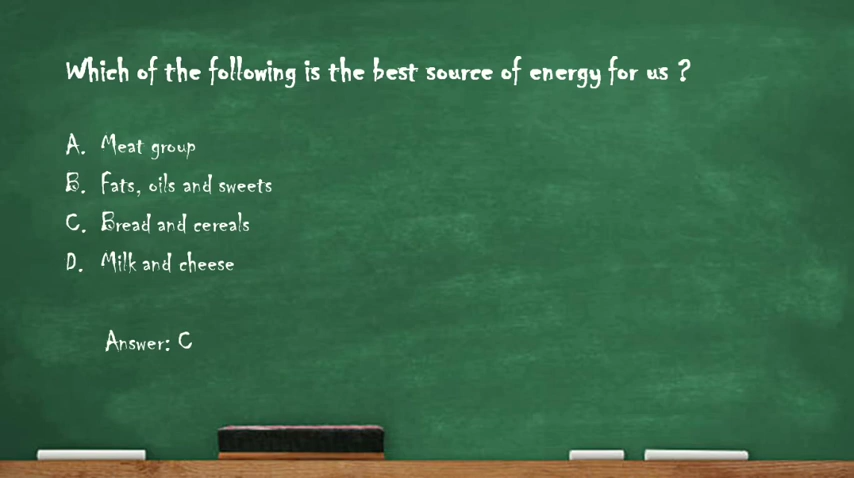 Which of the following is the best source of energy for us ?
A. Meat group
B. Fats, oils and sweets
C. Bread and cereals
D. Milk and cheese
Answer: C